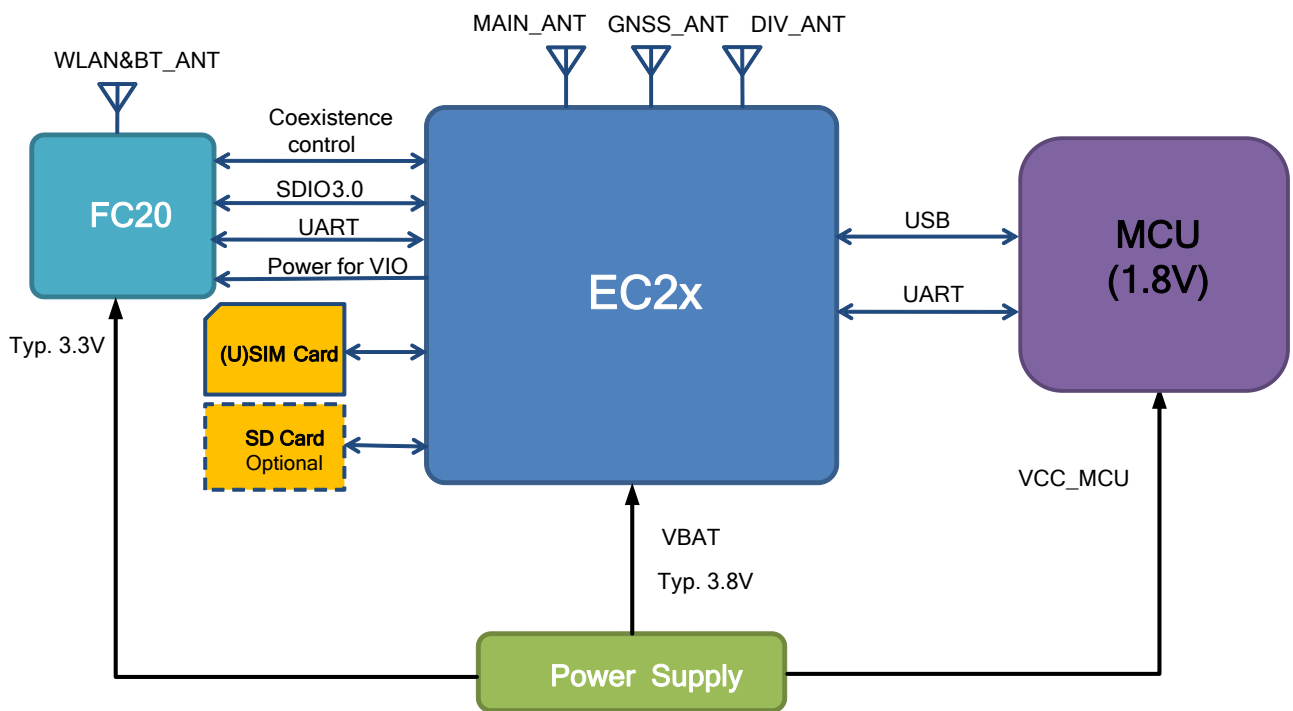 MAIN_ANT
GNSS_ANT
DIV_ANT
WLAN&BT_ANT
Coexistence
control
SDIO3.0
FC20
UART
Power for VIO
EC2x
USB
UART
MCU
(1.8V)
Typ. 3.3V
(U)SIM Card
SD Card
Optional
VCC_MCU
VBAT
Typ. 3.8V
Power Supply